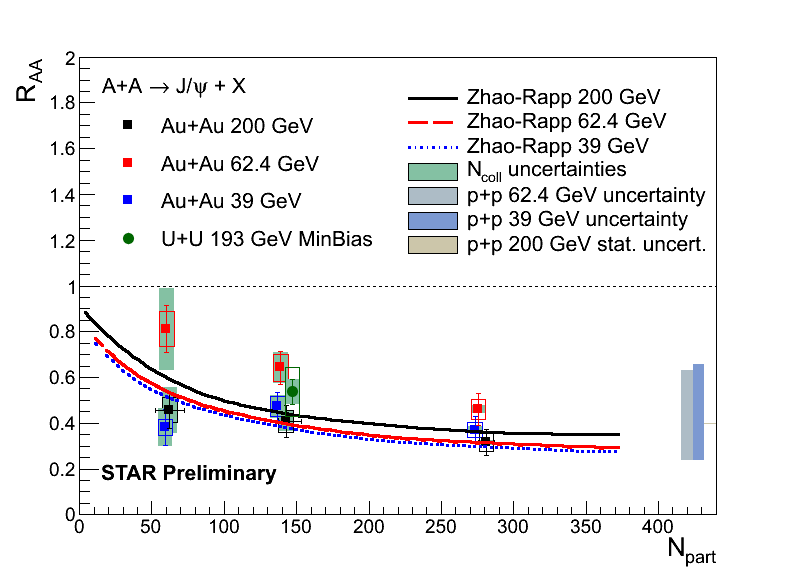 A+A → J/ψ + X
Au+Au 200 GeV
Au+Au 62.4 GeV
Au+Au 39 GeV
U+U 193 GeV MinBias
Zhao-Rapp 200 GeV
Zhao-Rapp 62.4 GeV
Zhao-Rapp 39 GeV
N_coll uncertainties
p+p 62.4 GeV uncertainty
p+p 39 GeV uncertainty
p+p 200 GeV stat. uncert.
STAR Preliminary
R_AA
2
1.8
1.6
1.4
1.2
1
0.8
0.6
0.4
0.2
0
0 50 100 150 200 250 300 350 400
N_part